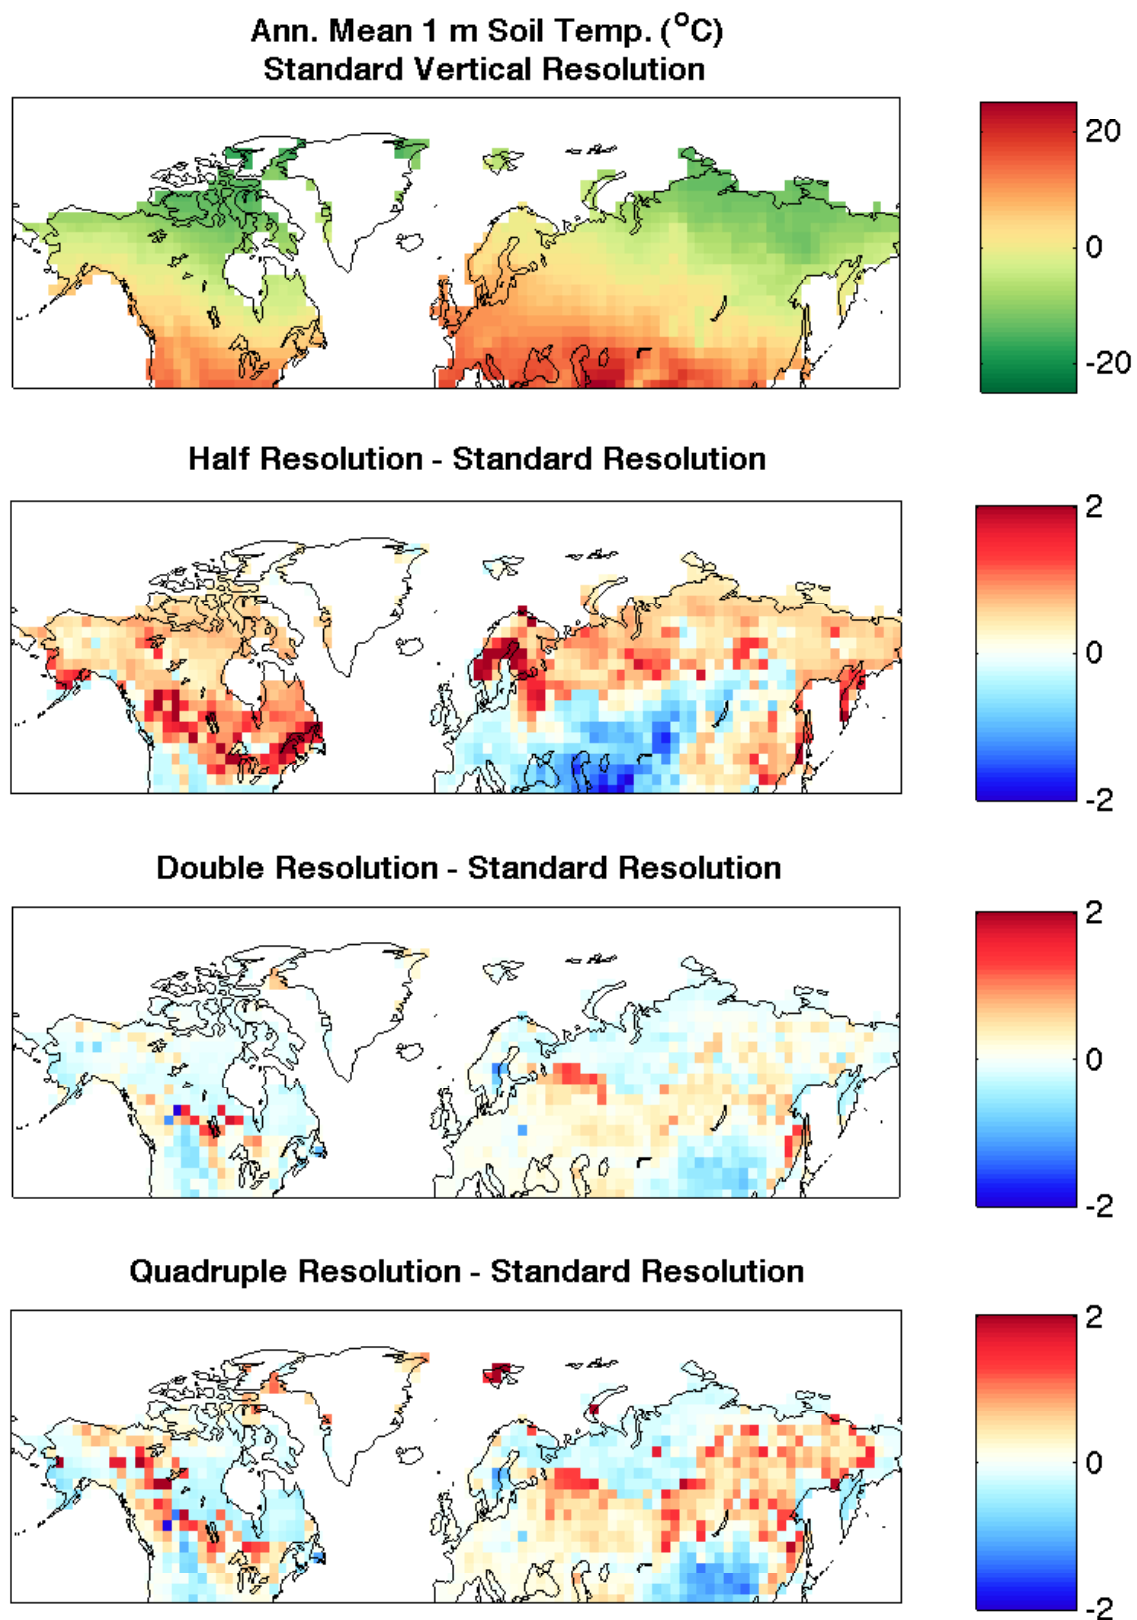 Ann. Mean 1 m Soil Temp. (°C)
Standard Vertical Resolution
20
0
-20
Half Resolution - Standard Resolution
2
0
-2
Double Resolution - Standard Resolution
2
0
-2
Quadruple Resolution - Standard Resolution
2
0
-2